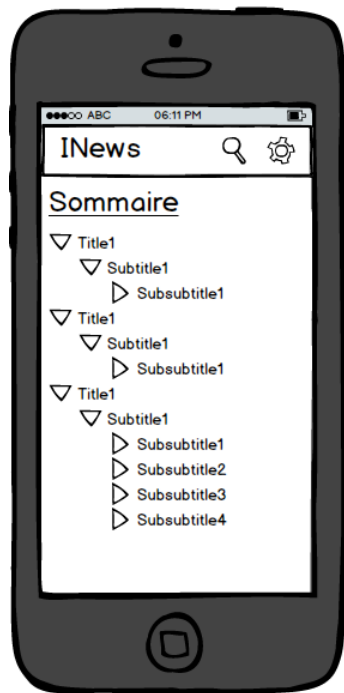 ABC 06:11 PM
INews
Sommaire
Title1
Subtitle1
Subsubtitle1
Title1
Subtitle1
Subsubtitle1
Title1
Subtitle1
Subsubtitle1
Subsubtitle2
Subsubtitle3
Subsubtitle4